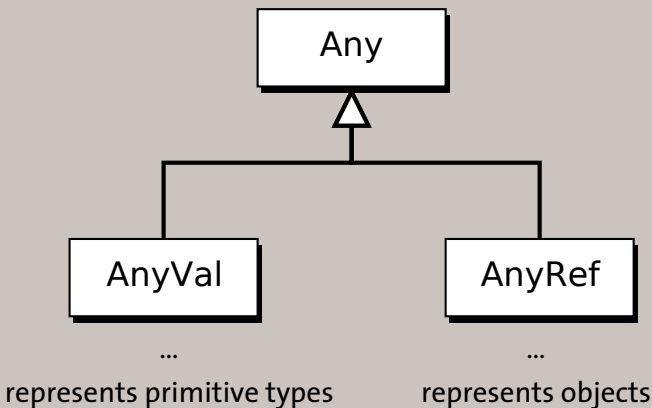 Any
AnyVal
AnyRef
...
...
represents primitive types
represents objects